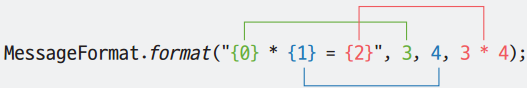 MessageFormat.format("{0} * {1} = {2}", 3, 4, 3 * 4);